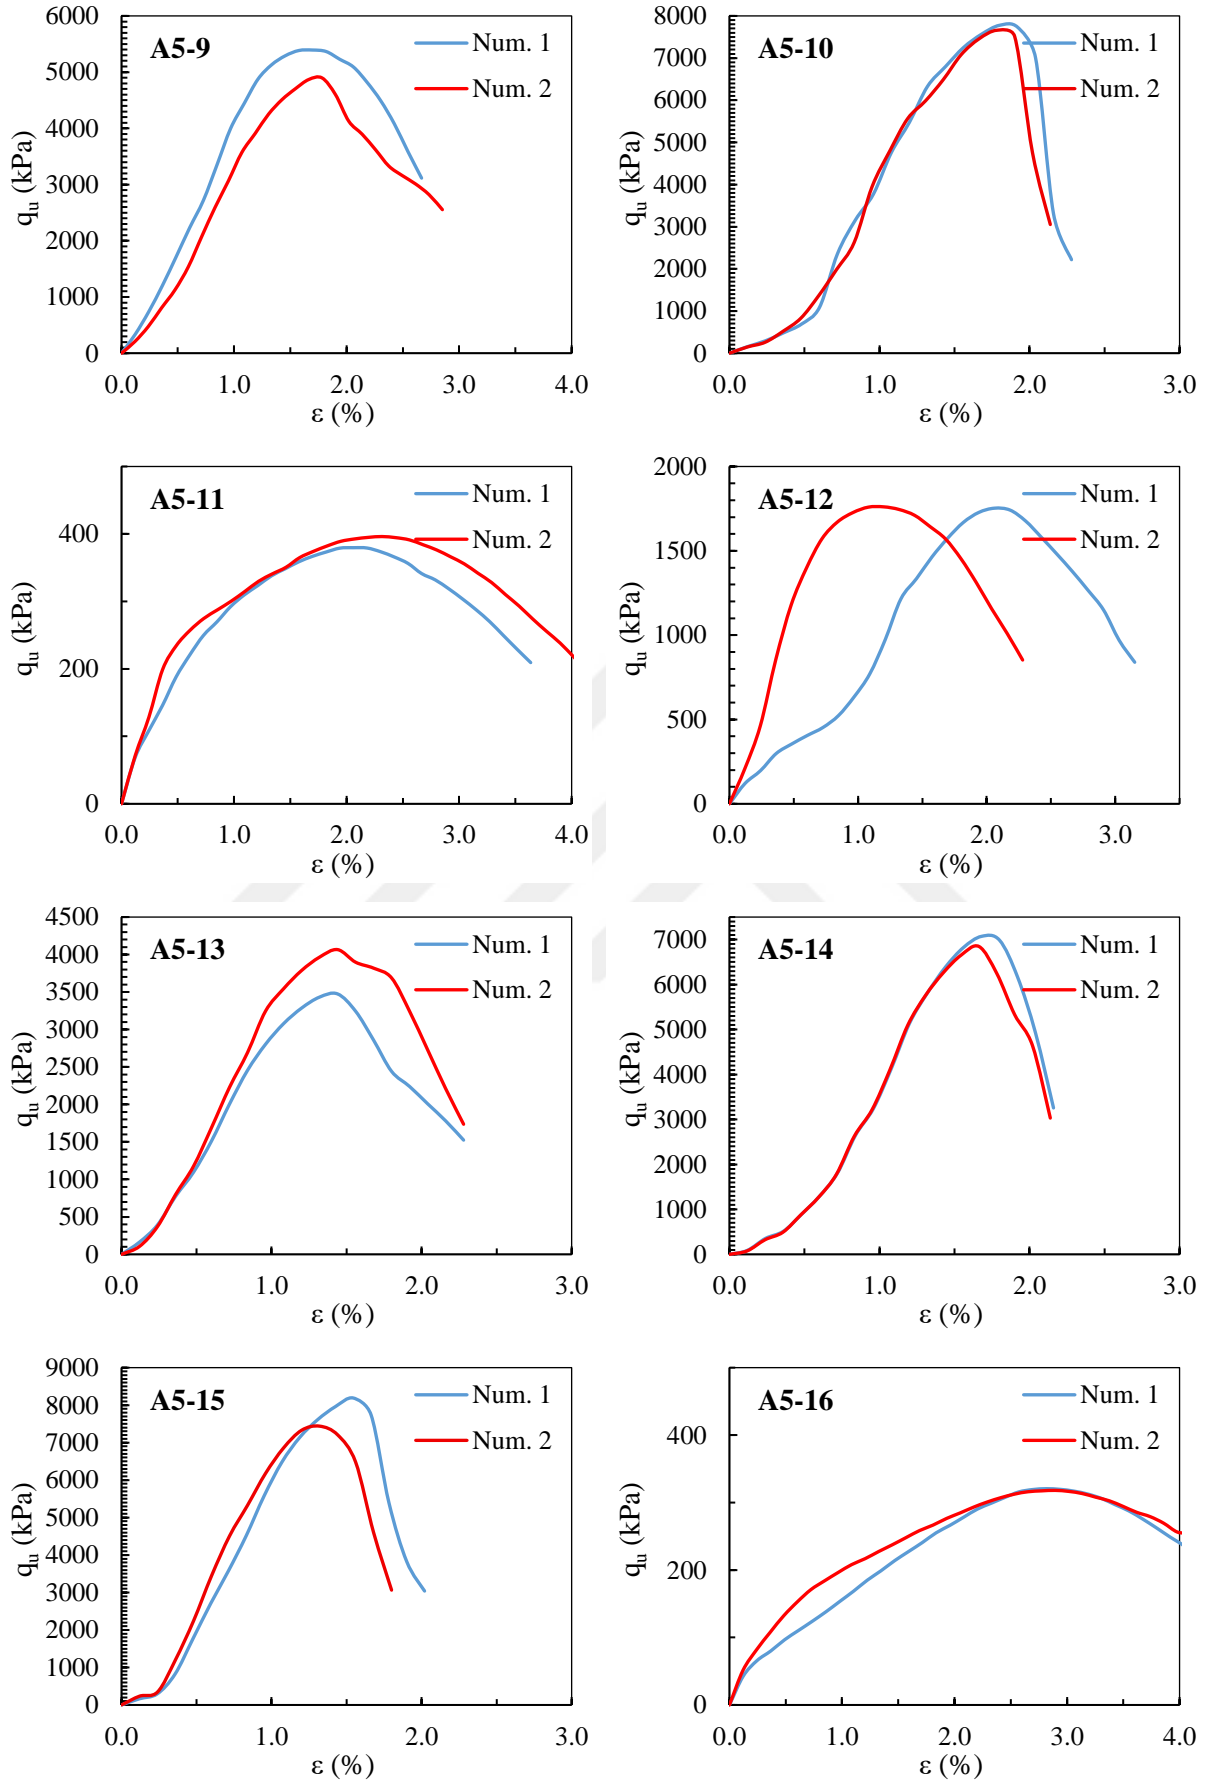 6000
5000
4000
3000
2000
1000
0
0.0 1.0 2.0 3.0 4.0
qu (kPa)
ε (%)
A5-9
Num. 1
Num. 2
8000
7000
6000
5000
4000
3000
2000
1000
0
0.0 1.0 2.0 3.0
qu (kPa)
ε (%)
A5-10
Num. 1
Num. 2
400
200
0
0.0 1.0 2.0 3.0 4.0
qu (kPa)
ε (%)
A5-11
Num. 1
Num. 2
2000
1500
1000
500
0
0.0 1.0 2.0 3.0
qu (kPa)
ε (%)
A5-12
Num. 1
Num. 2
4500
4000
3500
3000
2500
2000
1500
1000
500
0
0.0 1.0 2.0 3.0
qu (kPa)
ε (%)
A5-13
Num. 1
Num. 2
7000
6000
5000
4000
3000
2000
1000
0
0.0 1.0 2.0 3.0
qu (kPa)
ε (%)
A5-14
Num. 1
Num. 2
9000
8000
7000
6000
5000
4000
3000
2000
1000
0
0.0 1.0 2.0 3.0
qu (kPa)
ε (%)
A5-15
Num. 1
Num. 2
400
200
0
0.0 1.0 2.0 3.0 4.0
qu (kPa)
ε (%)
A5-16
Num. 1
Num. 2